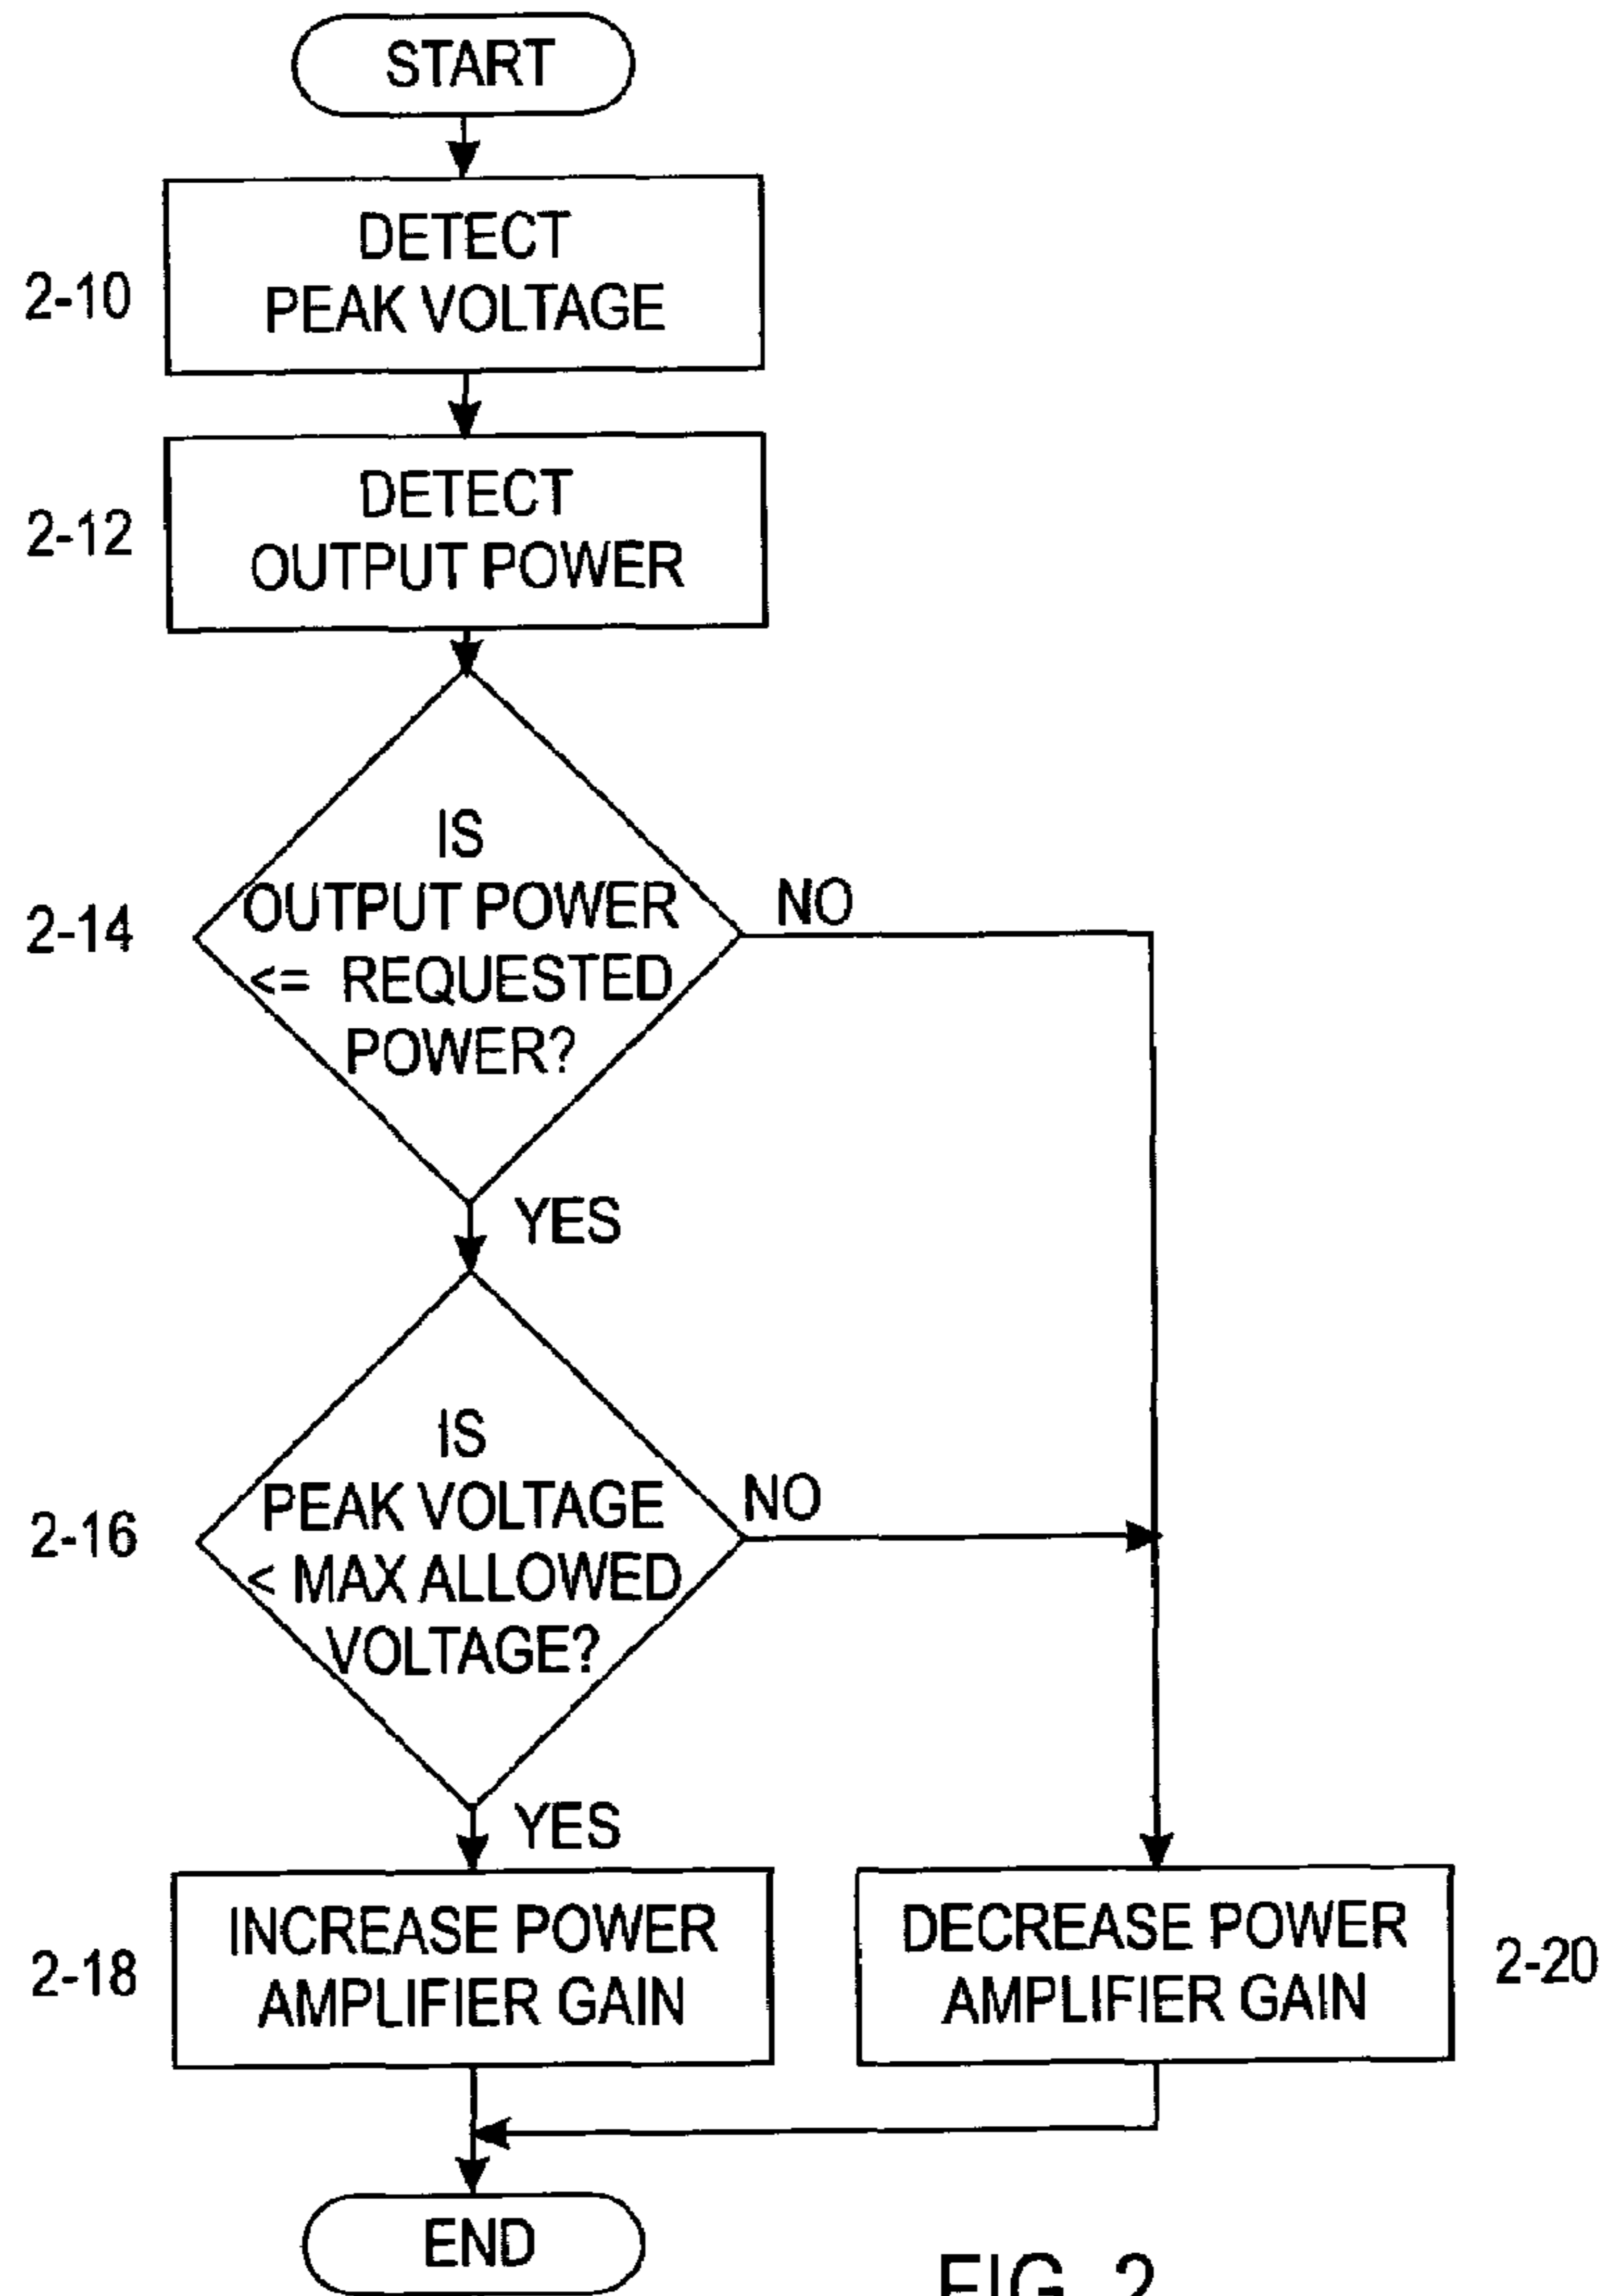 START
DETECT
PEAK VOLTAGE
2-10
DETECT
OUTPUT POWER
2-12
IS
OUTPUT POWER
<= REQUESTED
POWER?
2-14
NO
YES
IS
PEAK VOLTAGE
< MAX ALLOWED
VOLTAGE?
2-16
NO
YES
INCREASE POWER
AMPLIFIER GAIN
2-18
DECREASE POWER
AMPLIFIER GAIN
2-20
END
FIG. 2